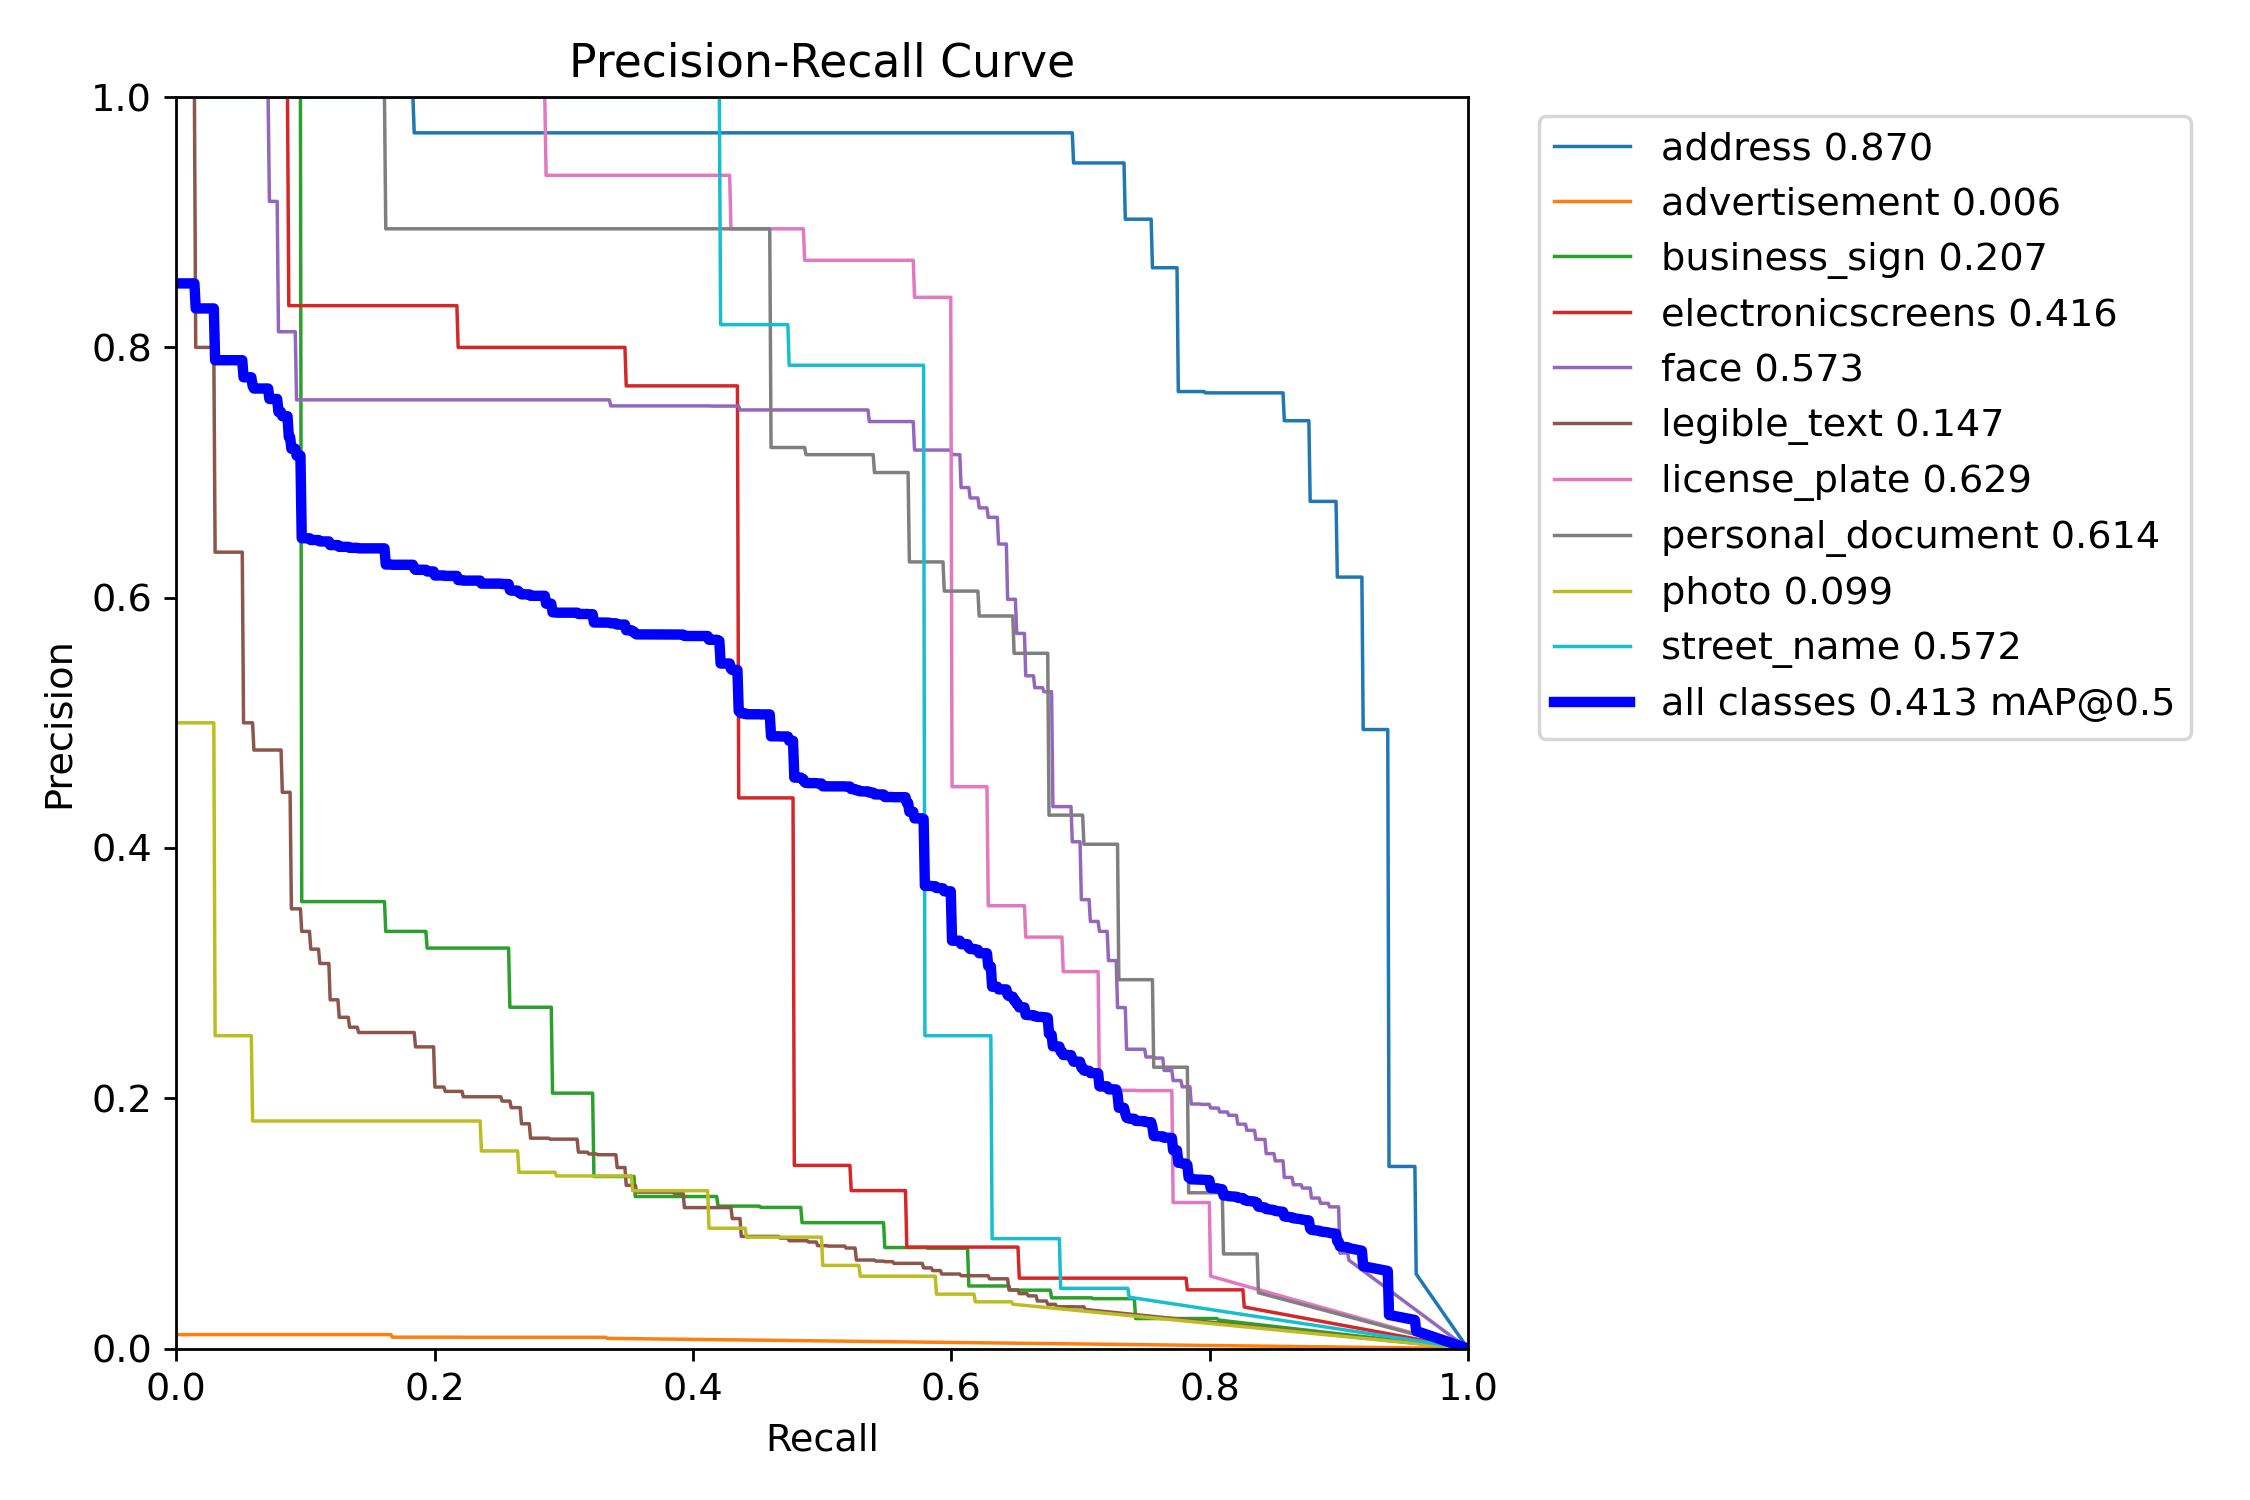 Precision-Recall Curve
1.0
0.8
0.6
0.4
0.2
0.0
Precision
0.0 0.2 0.4 0.6 0.8 1.0
Recall
address 0.870
advertisement 0.006
business_sign 0.207
electronicscreens 0.416
face 0.573
legible_text 0.147
license_plate 0.629
personal_document 0.614
photo 0.099
street_name 0.572
all classes 0.413 mAP@0.5